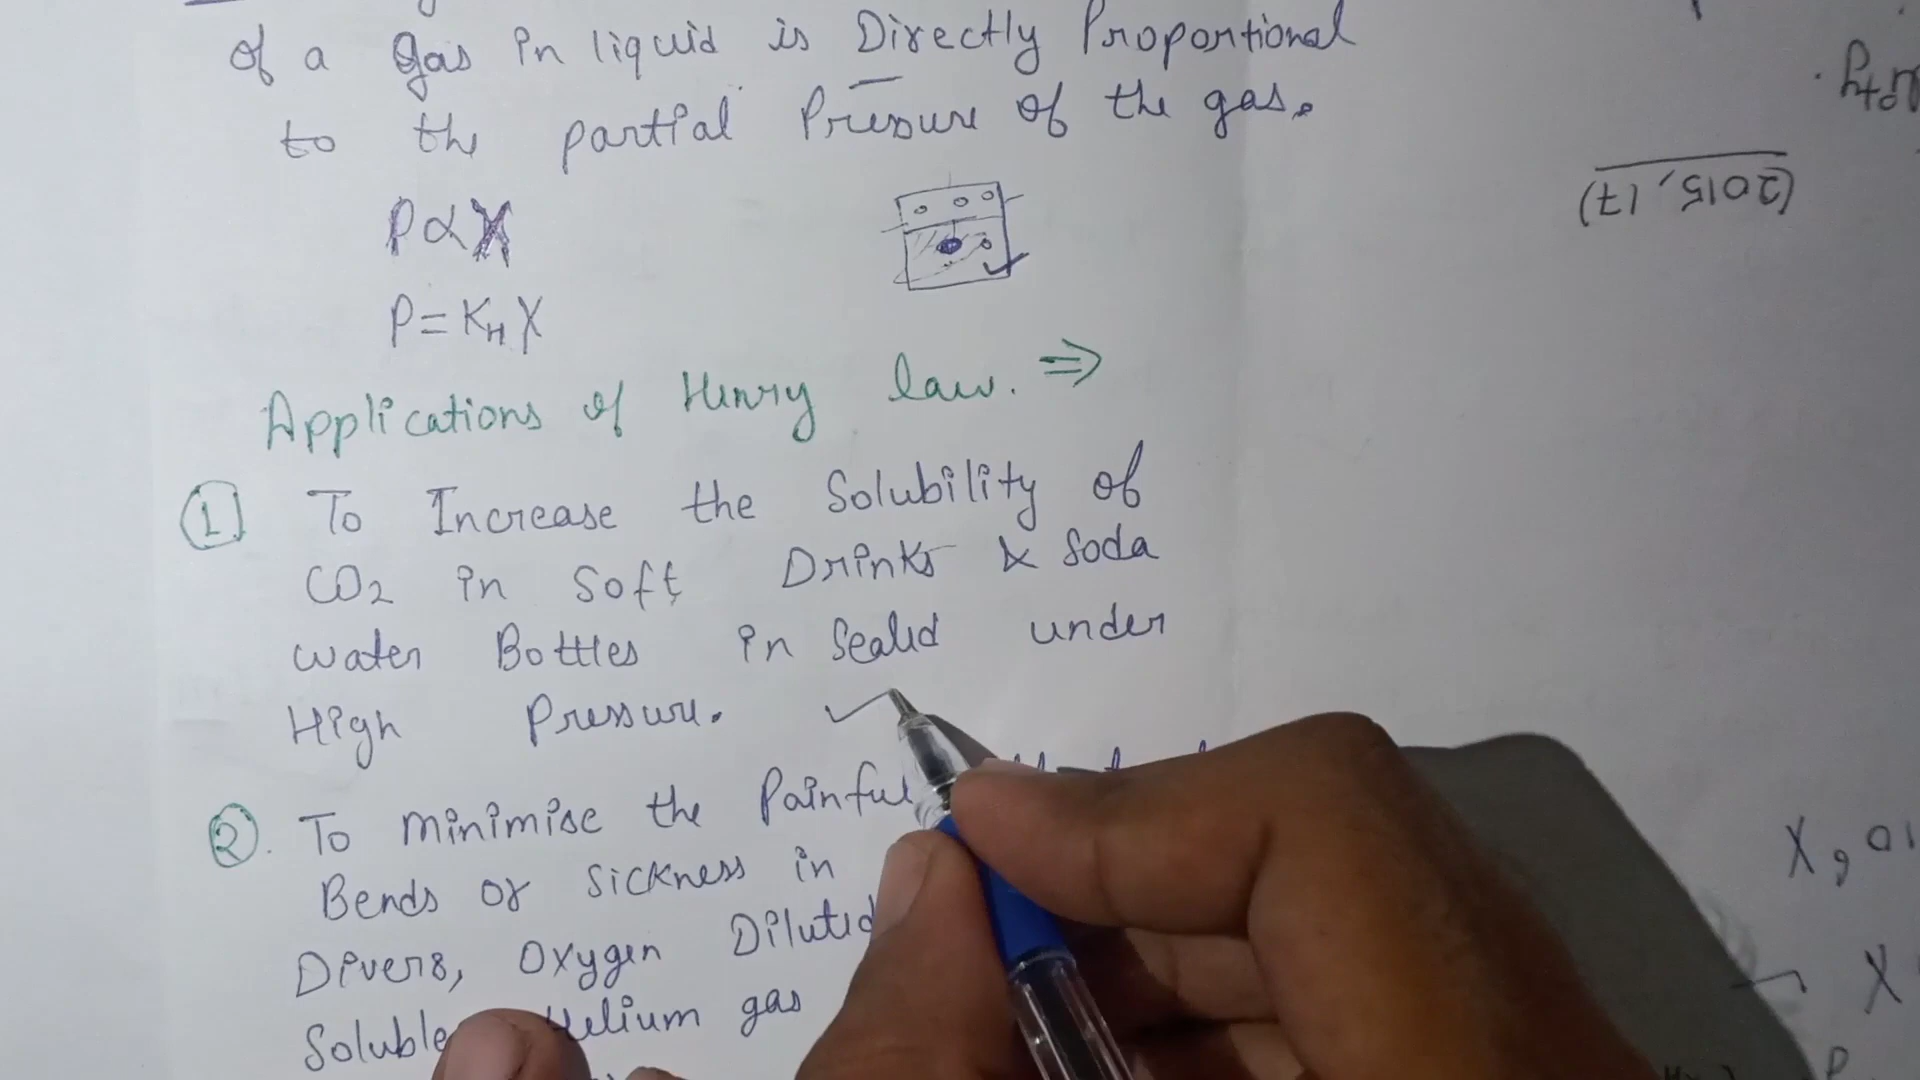 of a gas in liquid is Directly Proportional
to the partial Pressure of the gas.
P α X
P = KH X
Applications of Henry law. ⇒
① To Increase the Solubility of
CO2 in Soft Drinks & Soda
water Bottles in Sealed under
High Pressure.
②. To Minimise the Painful
Bends or Sickness in
Divers, Oxygen Diluted
Soluble Helium gas
(2015, 17)